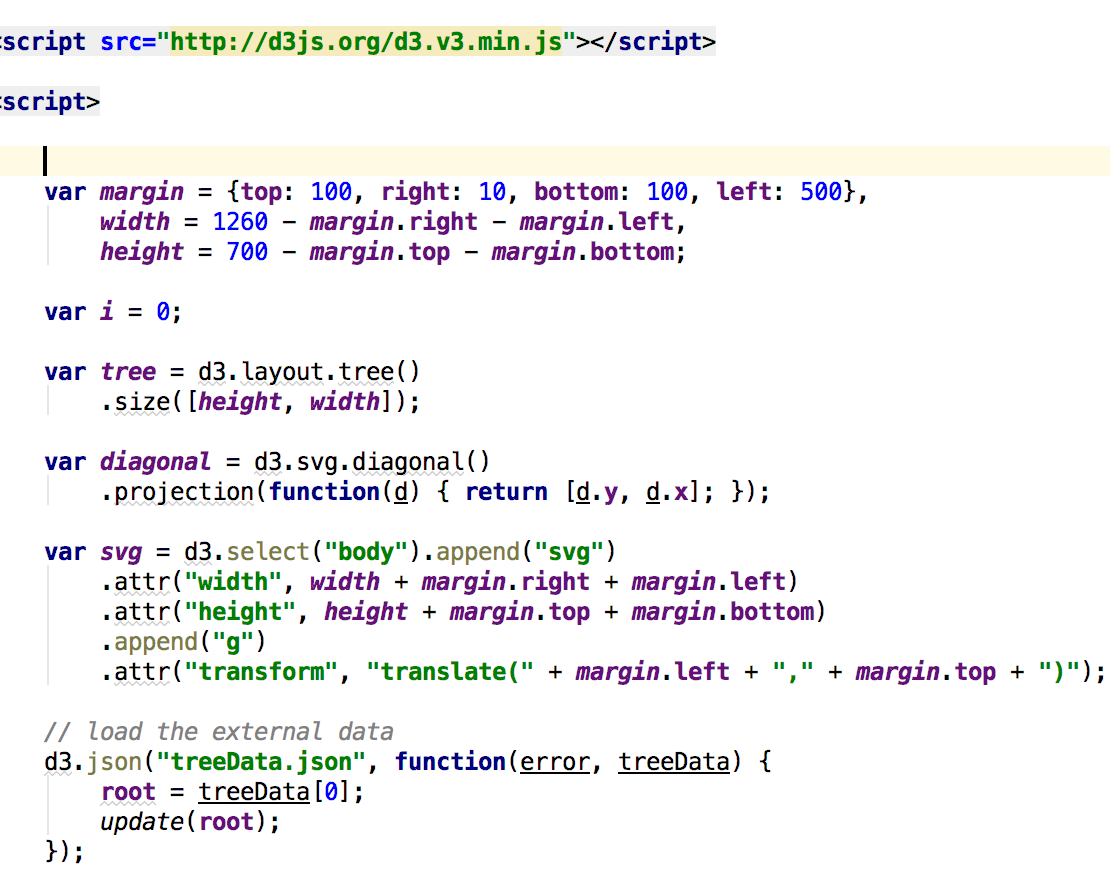 <script src="http://d3js.org/d3.v3.min.js"></script>
<script>
var margin = {top: 100, right: 10, bottom: 100, left: 500},
width = 1260 - margin.right - margin.left,
height = 700 - margin.top - margin.bottom;
var i = 0;
var tree = d3.layout.tree()
.size([height, width]);
var diagonal = d3.svg.diagonal()
.projection(function(d) { return [d.y, d.x]; });
var svg = d3.select("body").append("svg")
.attr("width", width + margin.right + margin.left)
.attr("height", height + margin.top + margin.bottom)
.append("g")
.attr("transform", "translate(" + margin.left + "," + margin.top + ")");
// load the external data
d3.json("treeData.json", function(error, treeData) {
root = treeData[0];
update(root);
});